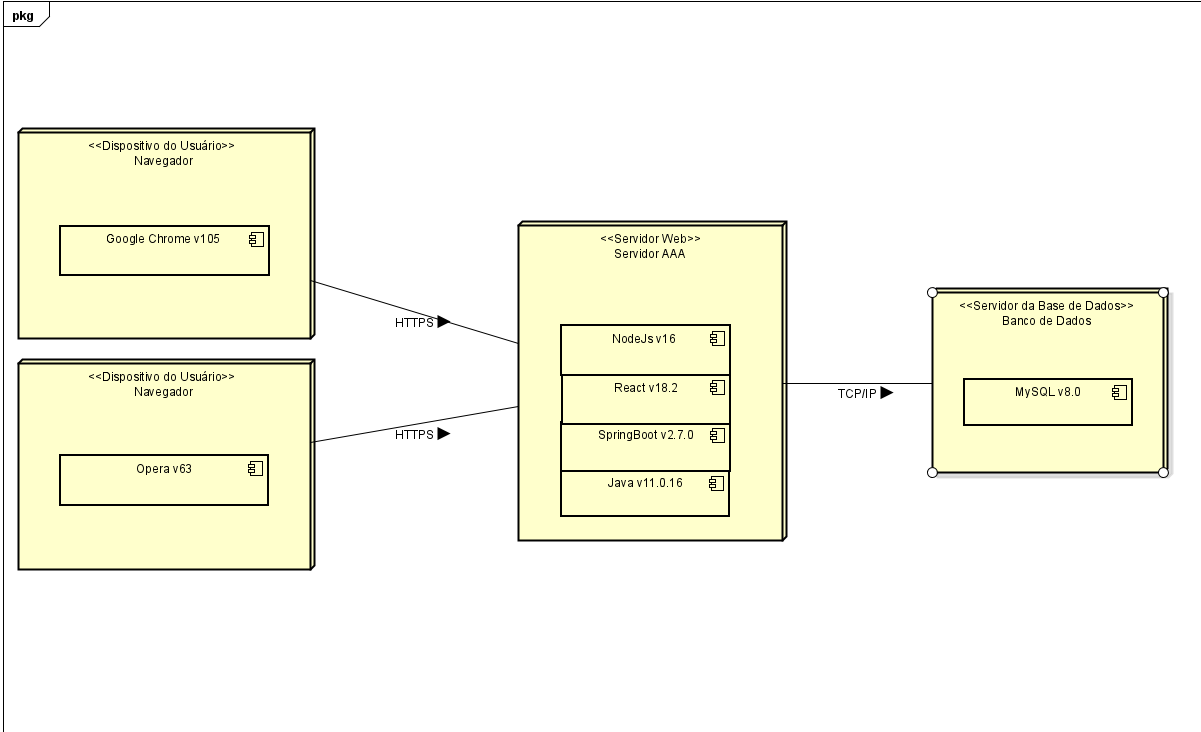 pkg
<<Dispositivo do Usuário>>
Navegador
Google Chrome v105
HTTPS
<<Dispositivo do Usuário>>
Navegador
Opera v63
HTTPS
<<Servidor Web>>
Servidor AAA
NodeJs v16
React v18.2
SpringBoot v2.7.0
Java v11.0.16
TCP/IP
<<Servidor da Base de Dados>>
Banco de Dados
MySQL v8.0